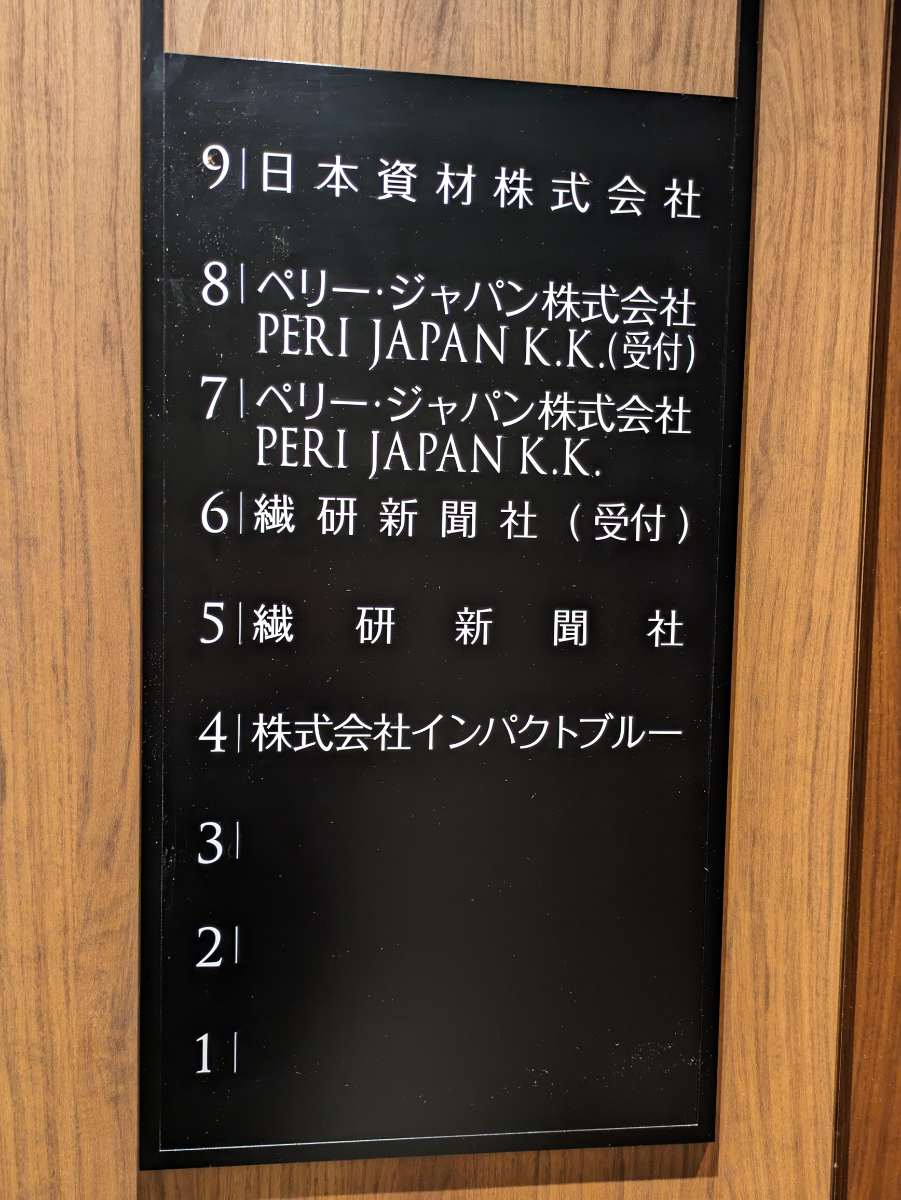 9 日本資材株式会社
8 ペリー・ジャパン株式会社
PERI JAPAN K.K.(受付)
7 ペリー・ジャパン株式会社
PERI JAPAN K.K.
6 繊研新聞社(受付)
5 繊研新聞社
4 株式会社インパクトブルー
3
2
1